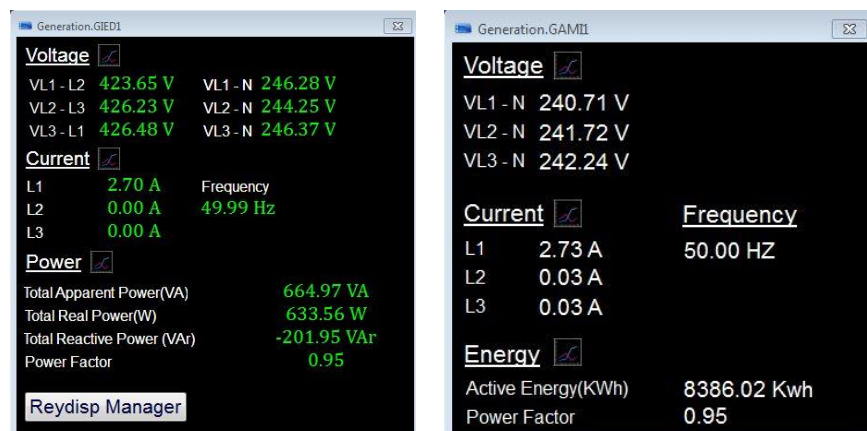 Generation.GIED1
Voltage
VL1 - L2 423.65 V VL1 - N 246.28 V
VL2 - L3 426.23 V VL2 - N 244.25 V
VL3 - L1 426.48 V VL3 - N 246.37 V
Current
L1 2.70 A Frequency
L2 0.00 A 49.99 Hz
L3 0.00 A
Power
Total Apparent Power(VA) 664.97 VA
Total Real Power(W) 633.56 W
Total Reactive Power (VAr) -201.95 VAr
Power Factor 0.95
Reydisp Manager
Generation.GAMI1
Voltage
VL1 - N 240.71 V
VL2 - N 241.72 V
VL3 - N 242.24 V
Current Frequency
L1 2.73 A 50.00 HZ
L2 0.03 A
L3 0.03 A
Energy
Active Energy(KWh) 8386.02 Kwh
Power Factor 0.95